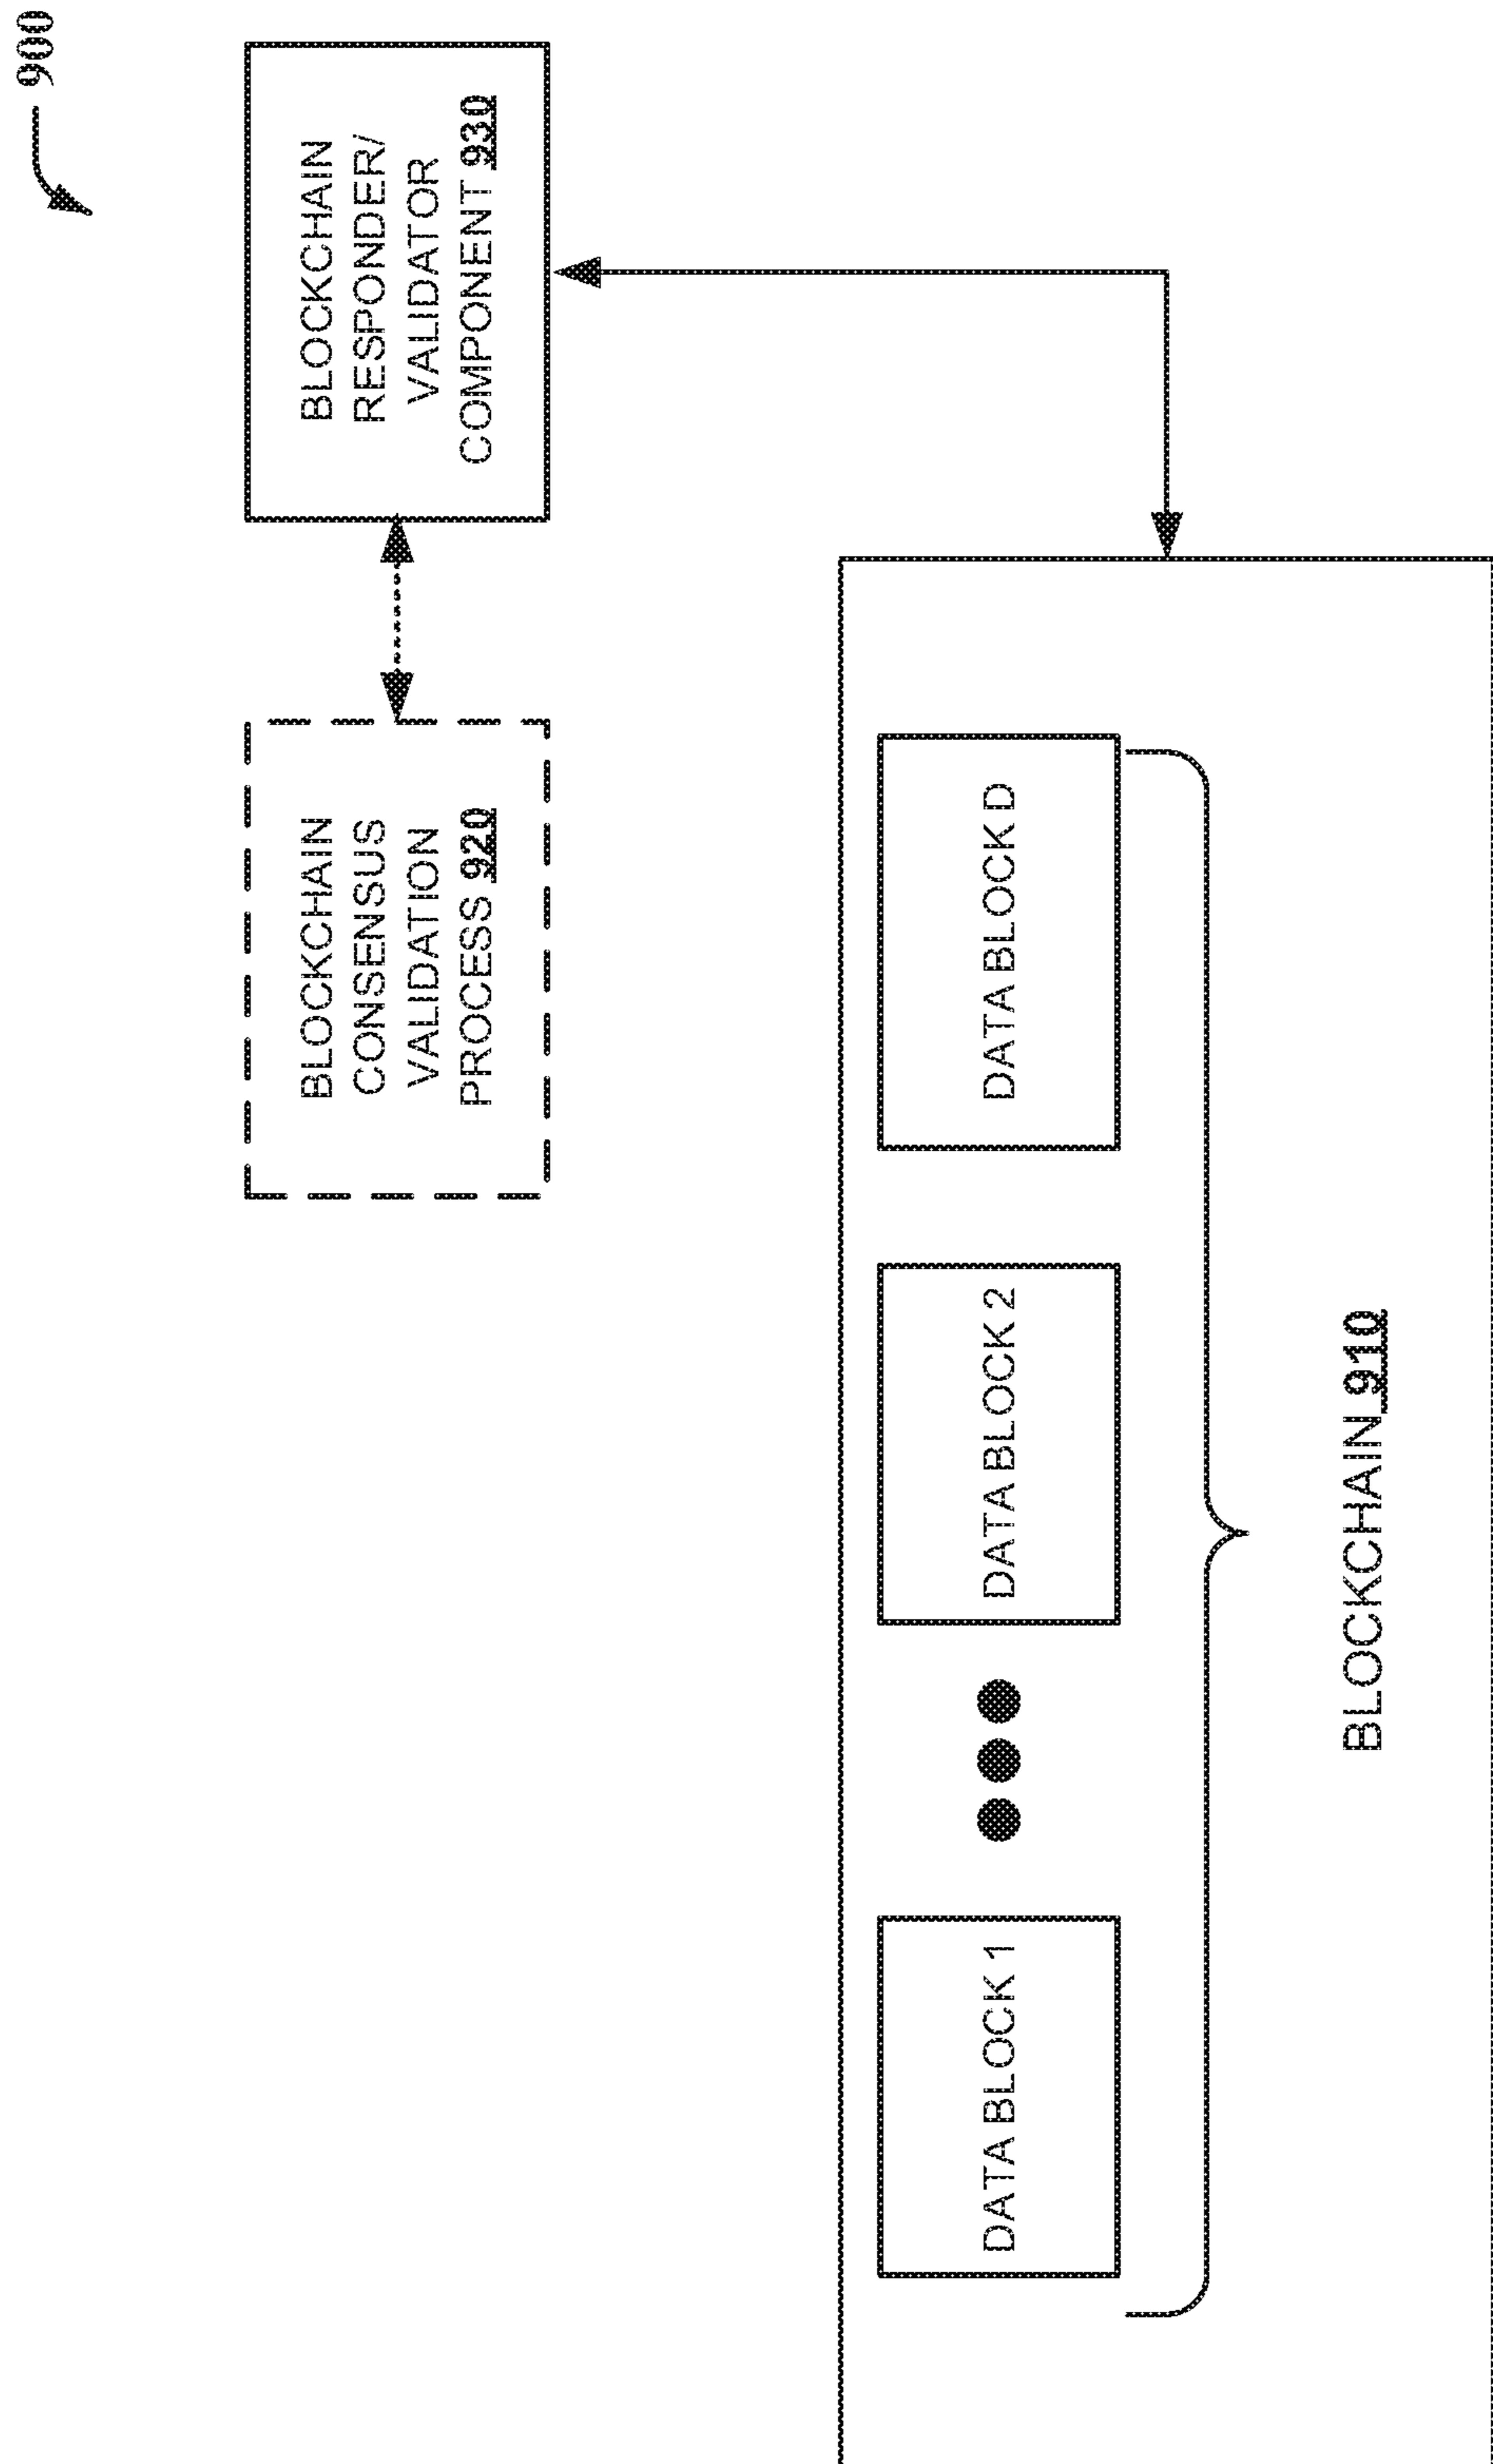 900
BLOCKCHAIN
CONSENSUS
VALIDATION
PROCESS 920
BLOCKCHAIN
RESPONDER/
VALIDATOR
COMPONENT 930
DATA BLOCK 1
DATA BLOCK 2
DATA BLOCK D
BLOCKCHAIN 910